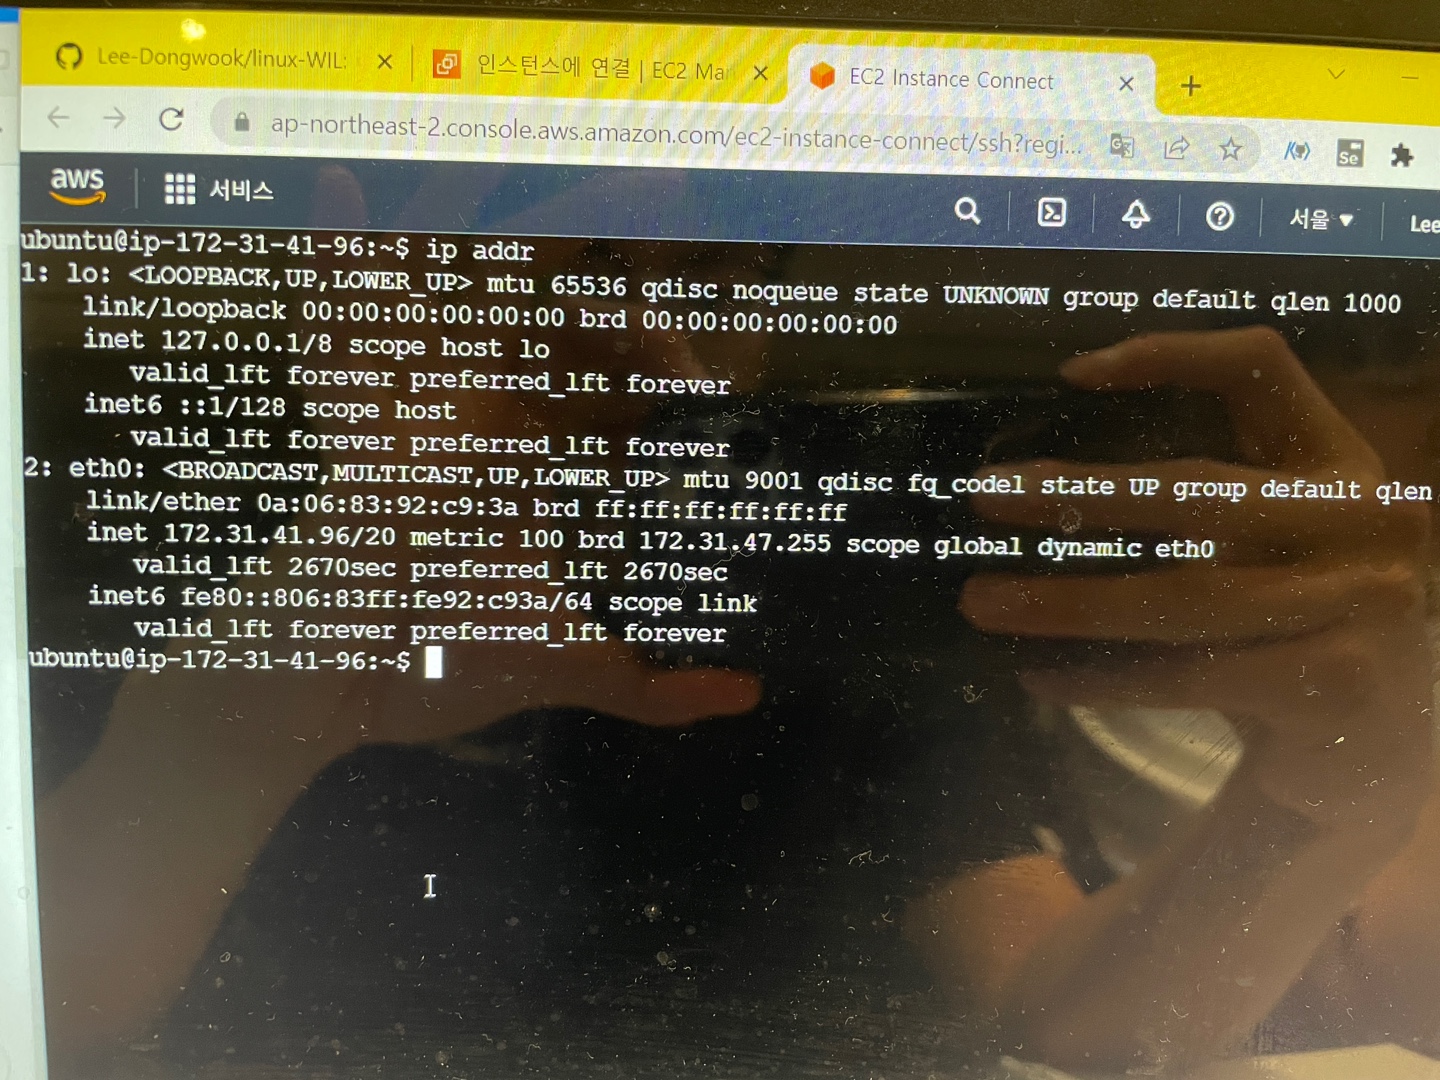 Lee-Dongwook/linux-WIL:
인스턴스에 연결 | EC2 Ma
EC2 Instance Connect
ap-northeast-2.console.aws.amazon.com/ec2-instance-connect/ssh?regi...
Se
aws
서비스
서울
Lee
ubuntu@ip-172-31-41-96:~$ ip addr
1: lo: <LOOPBACK,UP,LOWER_UP> mtu 65536 qdisc noqueue state UNKNOWN group default qlen 1000
link/loopback 00:00:00:00:00:00 brd 00:00:00:00:00:00
inet 127.0.0.1/8 scope host lo
valid_lft forever preferred_lft forever
inet6 ::1/128 scope host
valid_lft forever preferred_lft forever
2: eth0: <BROADCAST,MULTICAST,UP,LOWER_UP> mtu 9001 qdisc fq_codel state UP group default qlen
link/ether 0a:06:83:92:c9:3a brd ff:ff:ff:ff:ff:ff
inet 172.31.41.96/20 metric 100 brd 172.31.47.255 scope global dynamic eth0
valid_lft 2670sec preferred_lft 2670sec
inet6 fe80::806:83ff:fe92:c93a/64 scope link
valid_lft forever preferred_lft forever
ubuntu@ip-172-31-41-96:~$